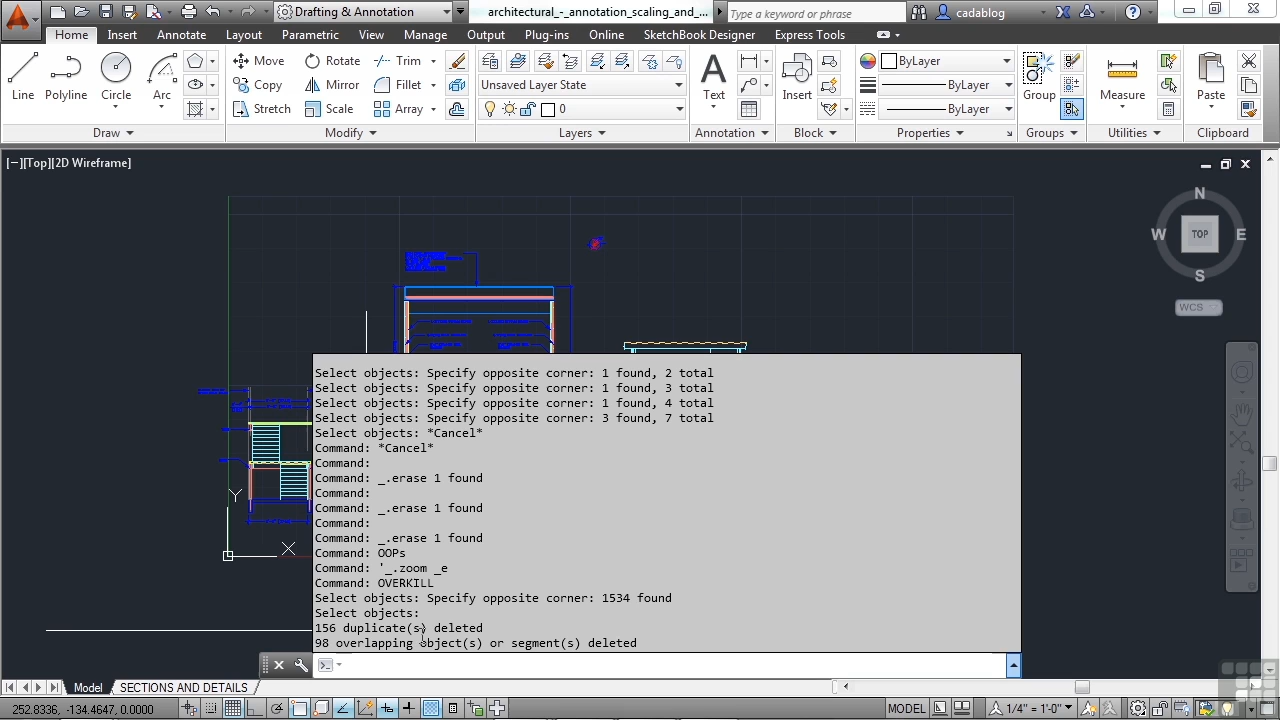 Drafting & Annotation
architectural_-_annotation_scaling_and_...
Type a keyword or phrase
cadablog
Home Insert Annotate Layout Parametric View Manage Output Plug-ins Online SketchBook Designer Express Tools
Line
Polyline
Circle
Arc
Draw
Move
Rotate
Trim
Copy
Mirror
Fillet
Stretch
Scale
Array
Modify
Unsaved Layer State
0
Layers
Text
Annotation
Insert
Block
ByLayer
ByLayer
ByLayer
Properties
Group
Groups
Measure
Utilities
Paste
Clipboard
[−][Top][2D Wireframe]
N
W
TOP
E
S
WCS
Y
X
Select objects: Specify opposite corner: 1 found, 2 total
Select objects: Specify opposite corner: 1 found, 3 total
Select objects: Specify opposite corner: 1 found, 4 total
Select objects: Specify opposite corner: 3 found, 7 total
Select objects: *Cancel*
Command: *Cancel*
Command:
Command: _.erase 1 found
Command:
Command: _.erase 1 found
Command:
Command: _.erase 1 found
Command: OOPs
Command: '_.zoom _e
Command: OVERKILL
Select objects: Specify opposite corner: 1534 found
Select objects:
156 duplicate(s) deleted
98 overlapping object(s) or segment(s) deleted
Model SECTIONS AND DETAILS
252.8336, -134.4647, 0.0000
MODEL
1/4" = 1'-0"